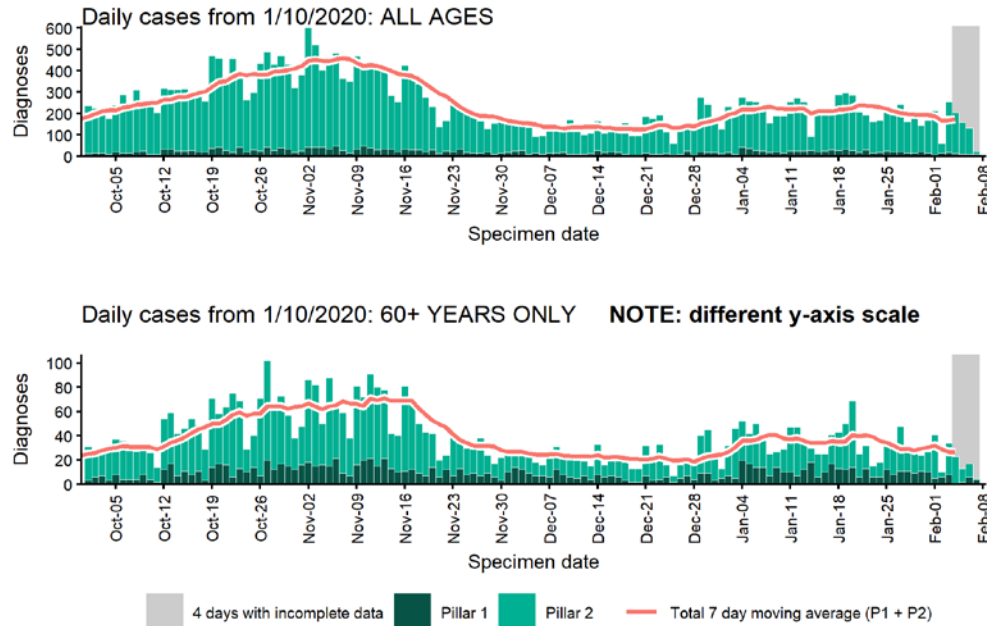 Daily cases from 1/10/2020: ALL AGES
600
500
400
300
200
100
0
Diagnoses
Oct-05
Oct-12
Oct-19
Oct-26
Nov-02
Nov-09
Nov-16
Nov-23
Nov-30
Dec-07
Dec-14
Dec-21
Dec-28
Jan-04
Jan-11
Jan-18
Jan-25
Feb-01
Feb-08
Specimen date
Daily cases from 1/10/2020: 60+ YEARS ONLY NOTE: different y-axis scale
100
80
60
40
20
0
Diagnoses
Oct-05
Oct-12
Oct-19
Oct-26
Nov-02
Nov-09
Nov-16
Nov-23
Nov-30
Dec-07
Dec-14
Dec-21
Dec-28
Jan-04
Jan-11
Jan-18
Jan-25
Feb-01
Feb-08
Specimen date
4 days with incomplete data Pillar 1 Pillar 2 Total 7 day moving average (P1 + P2)